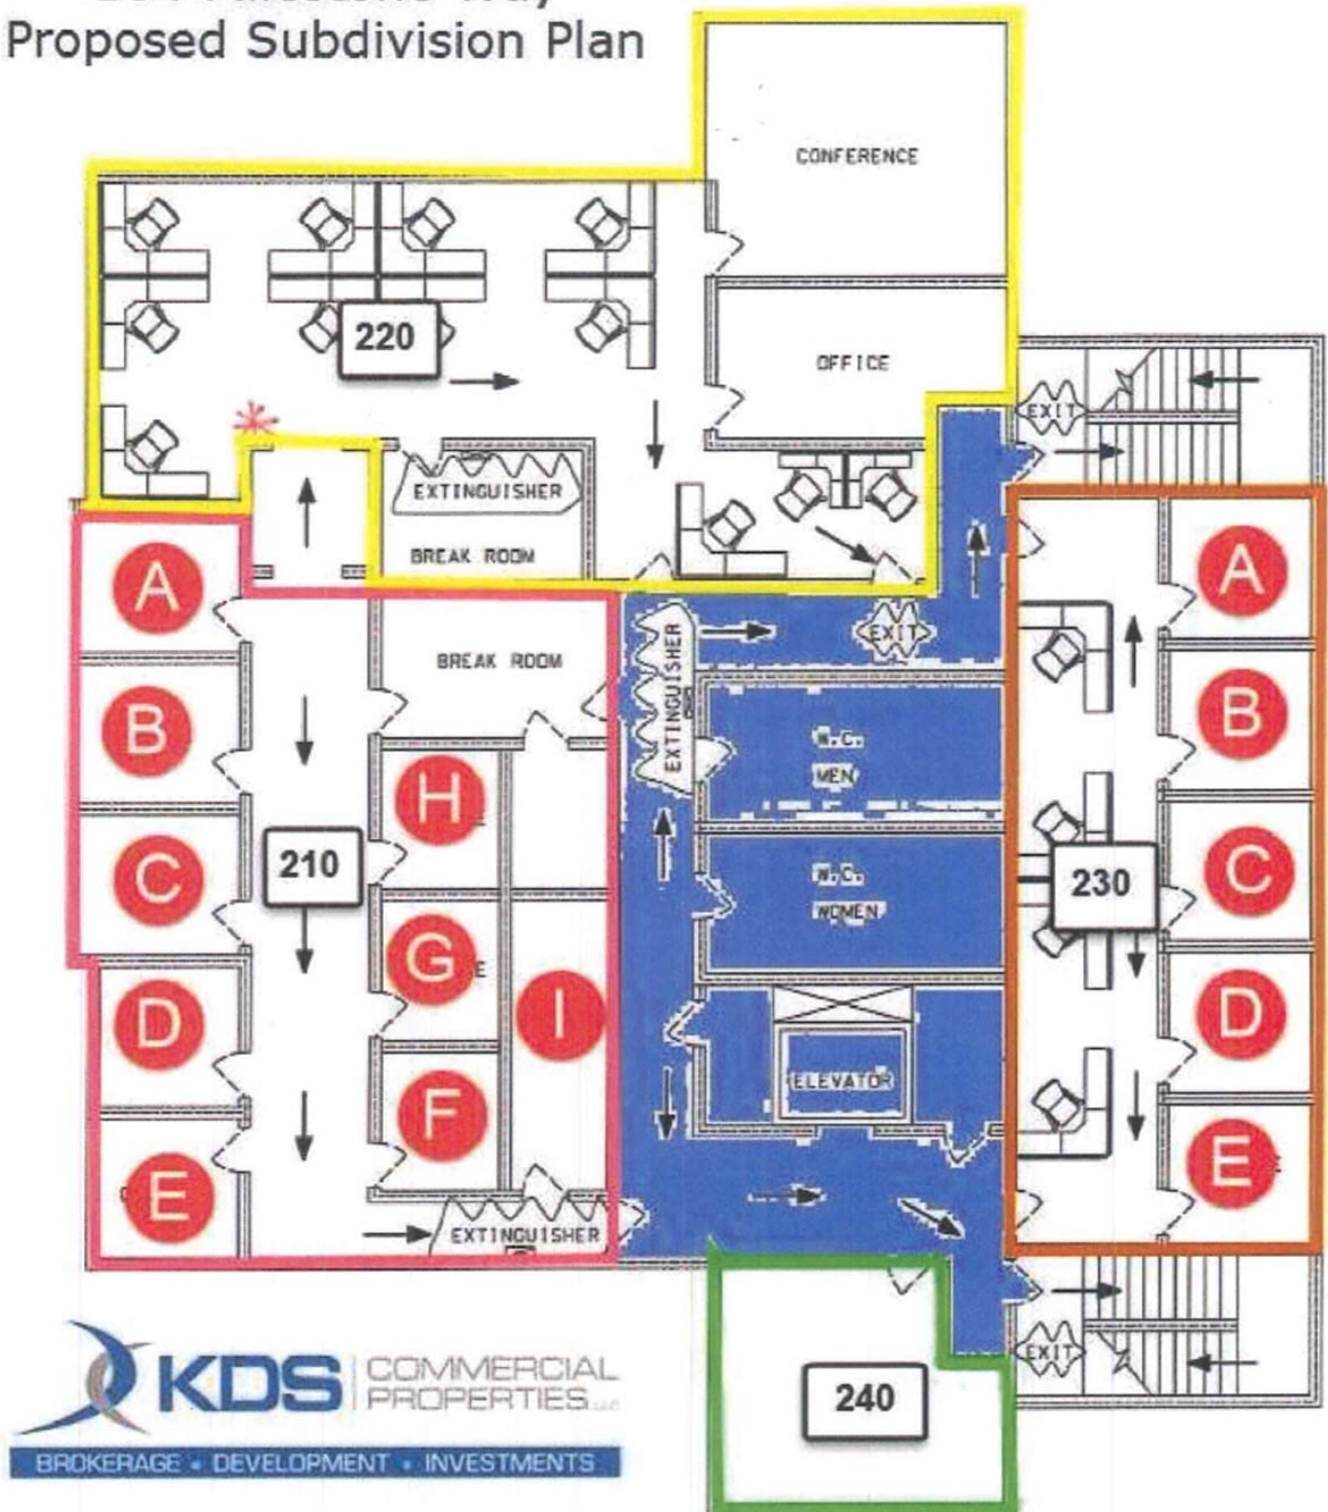 Proposed Subdivision Plan
CONFERENCE
220
OFFICE
EXIT
EXTINGUISHER
BREAK ROOM
A
A
BREAK ROOM
EXTINGUISHER
EXIT
B
B
W.C.
MEN
H
210
C
W.C.
WOMEN
230
C
G
E
I
D
D
F
ELEVATOR
E
E
EXTINGUISHER
240
EXIT
KDS
COMMERCIAL
PROPERTIES
BROKERAGE • DEVELOPMENT • INVESTMENTS